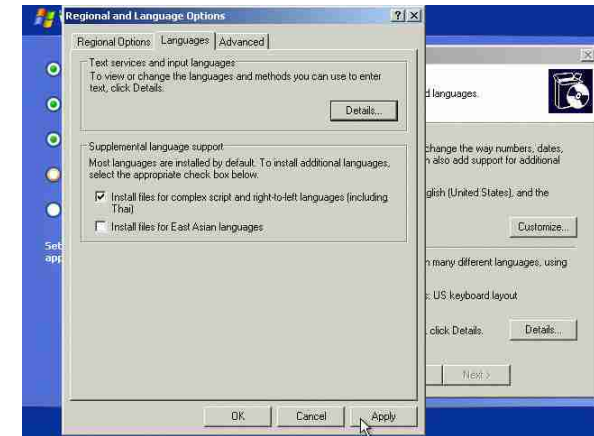 Regional and Language Options
Regional Options
Languages
Advanced
Text services and input languages
To view or change the languages and methods you can use to enter
text, click Details.
Details...
Supplemental language support
Most languages are installed by default. To install additional languages,
select the appropriate check box below.
Install files for complex script and right-to-left languages (including
Thai)
Install files for East Asian languages
OK
Cancel
Apply
d languages.
change the way numbers, dates,
n also add support for additional
glish (United States), and the
Customize...
n many different languages, using
s: US keyboard layout
, click Details.
Details...
Next >
Set
app